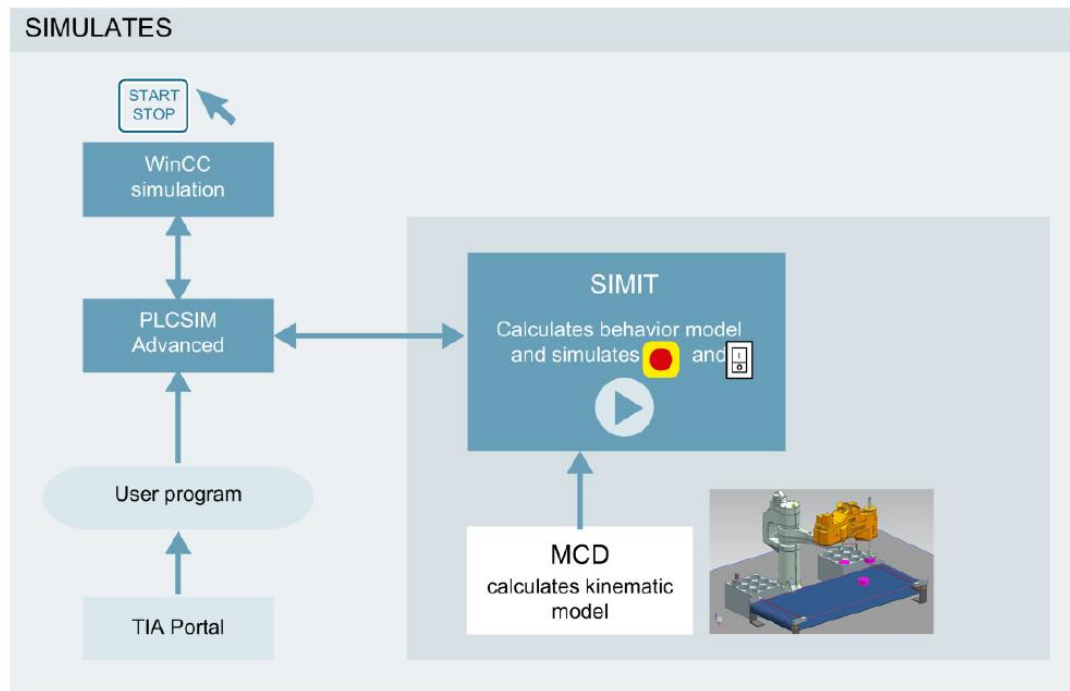 SIMULATES
START
STOP
WinCC
simulation
PLCSIM
Advanced
SIMIT
Calculates behavior model
and simulates and
User program
MCD
calculates kinematic
model
TIA Portal